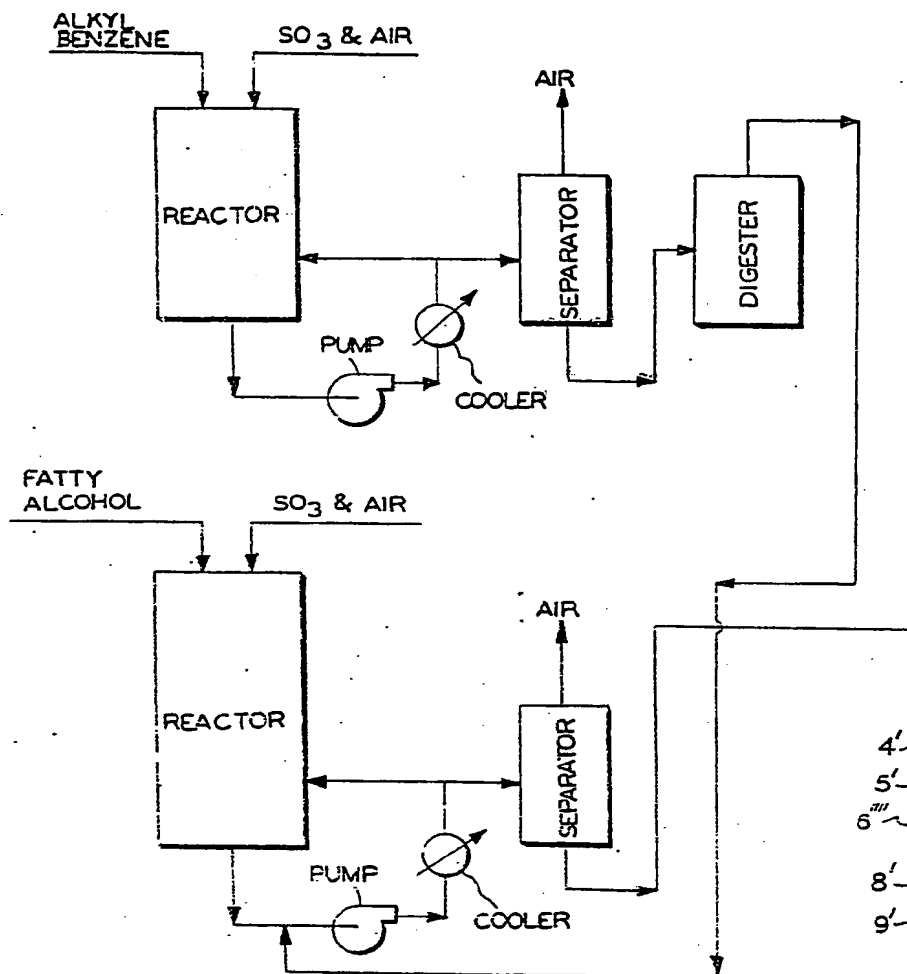 ALKYL
BENZENE
SO3 & AIR
REACTOR
AIR
SEPARATOR
DIGESTER
PUMP
COOLER
FATTY
ALCOHOL
SO3 & AIR
REACTOR
AIR
SEPARATOR
PUMP
COOLER
4'
5'
6""
8'
9'